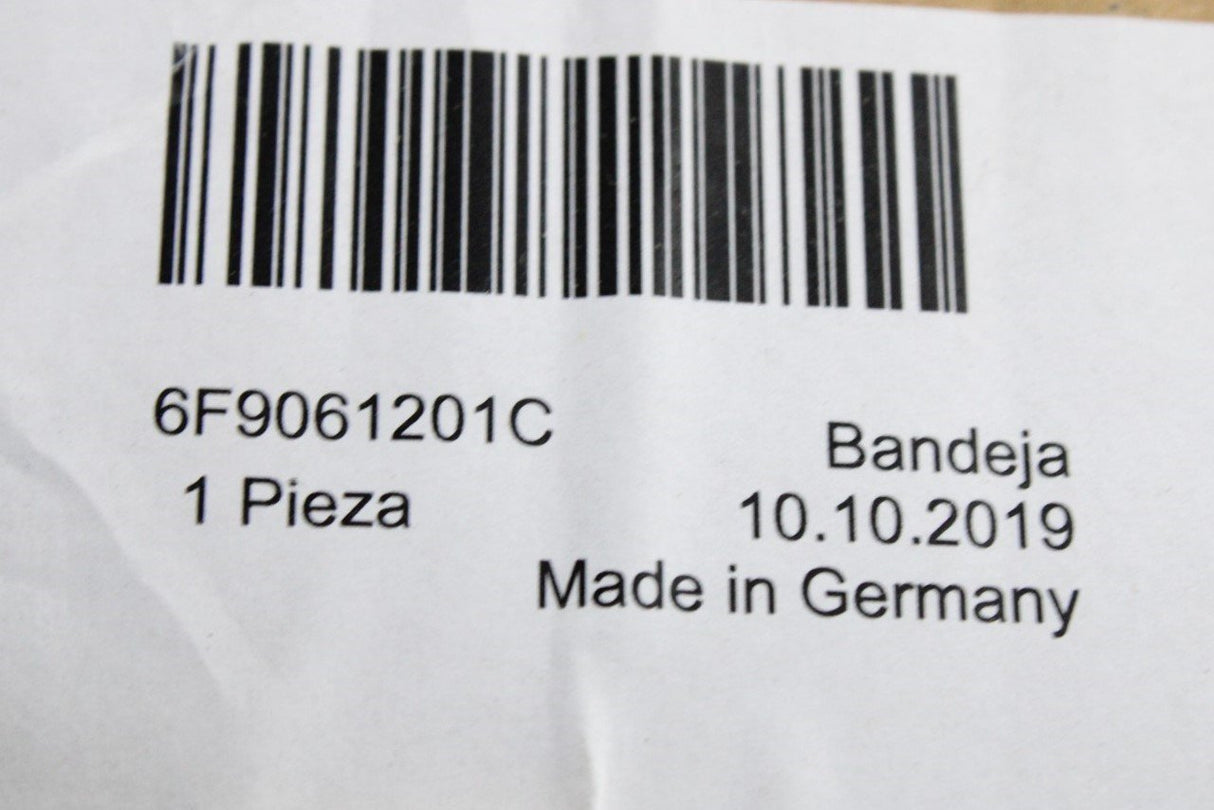 6F9061201C
Bandeja
1 Pieza
10.10.2019
Made in Germany